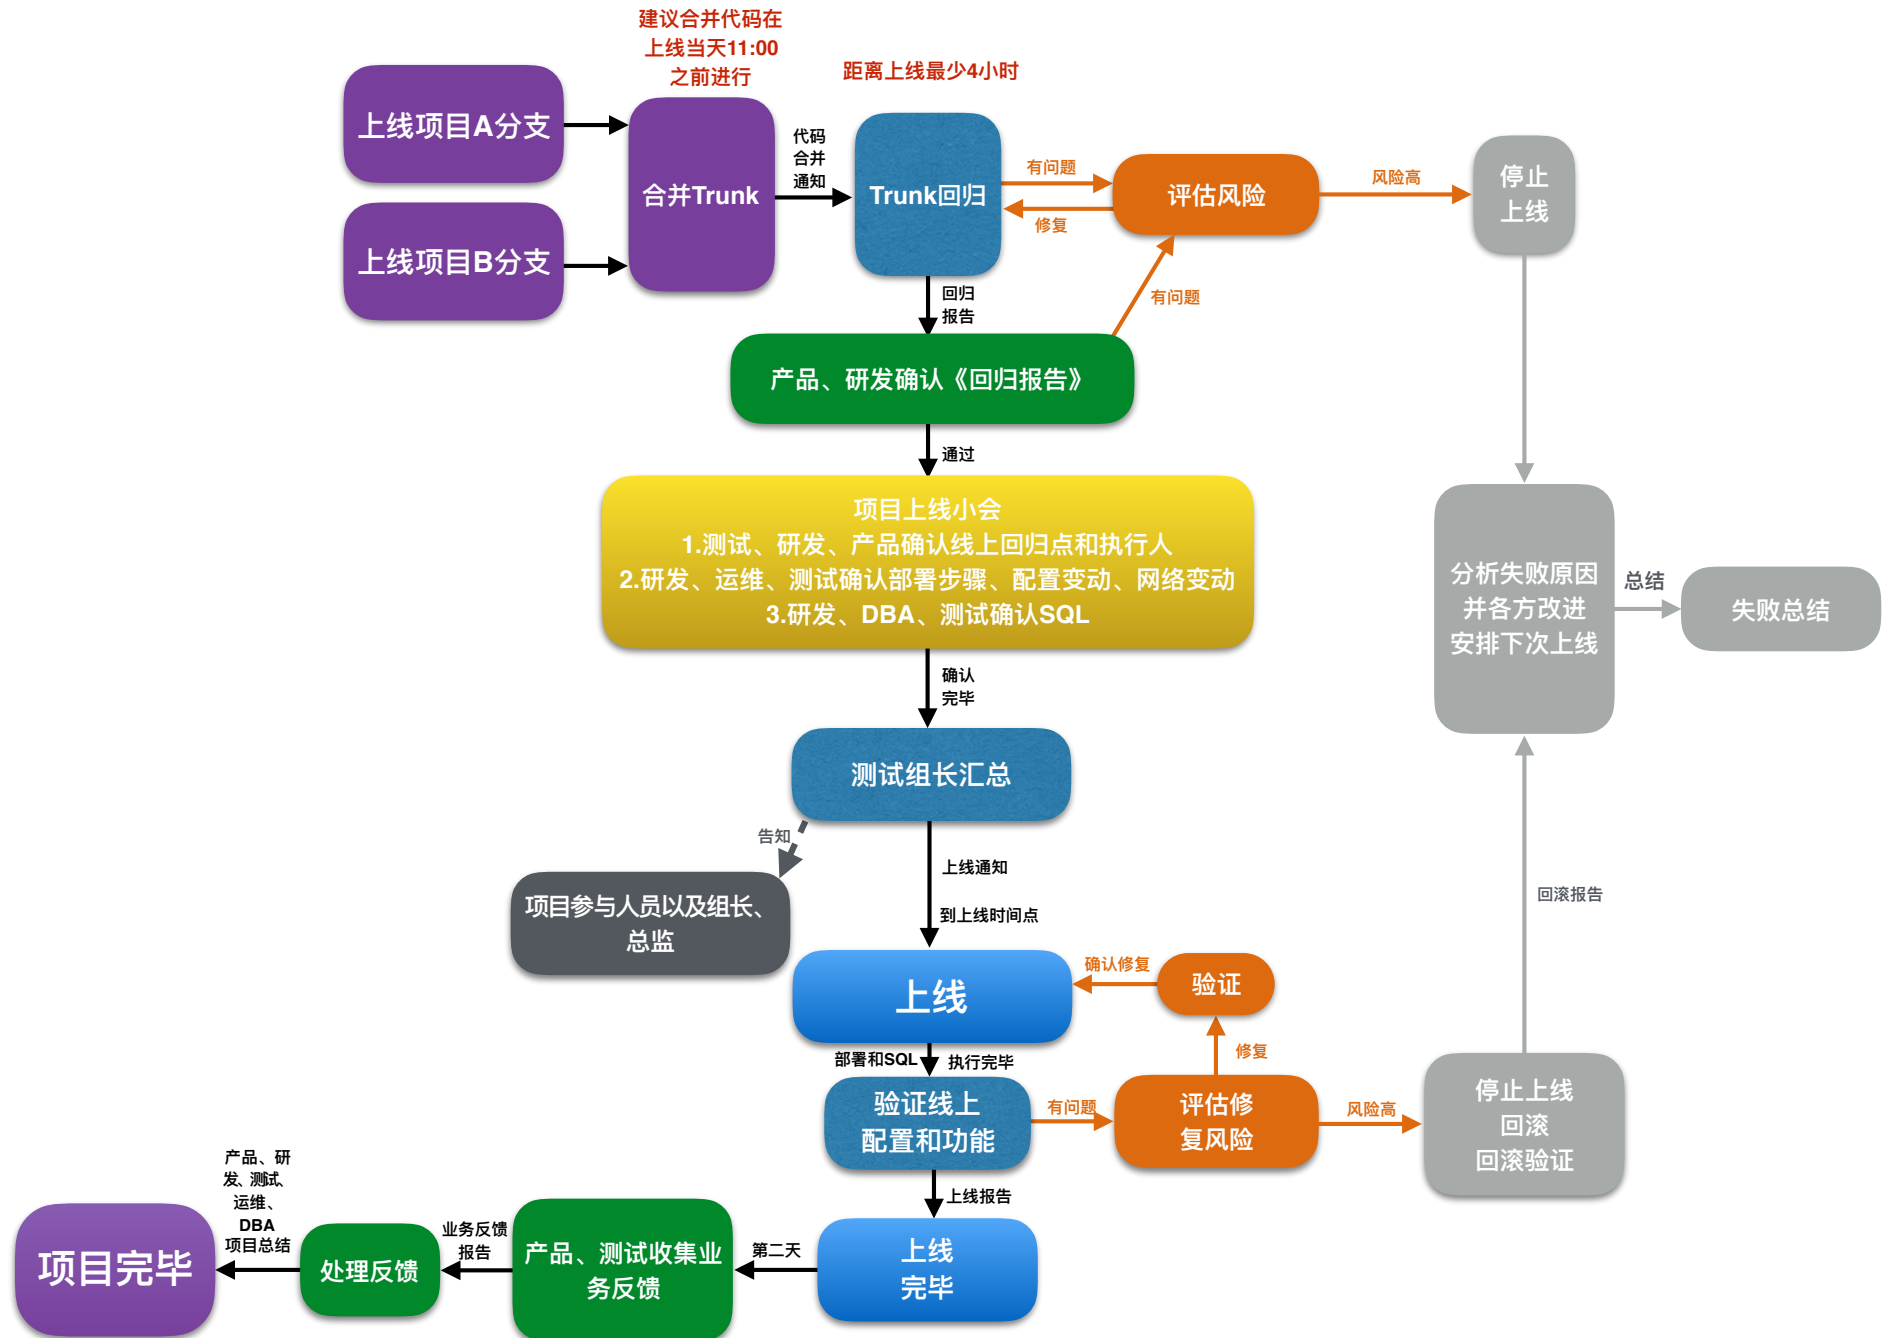 建议合并代码在
上线当天11:00
之前进行
距离上线最少4小时
上线项目A分支
上线项目B分支
合并Trunk
代码
合并
通知
Trunk回归
有问题
修复
评估风险
风险高
停止
上线
回归
报告
有问题
产品、研发确认《回归报告》
通过
项目上线小会
1.测试、研发、产品确认线上回归点和执行人
2.研发、运维、测试确认部署步骤、配置变动、网络变动
3.研发、DBA、测试确认SQL
分析失败原因
并各方改进
安排下次上线
总结
失败总结
确认
完毕
测试组长汇总
告知
项目参与人员以及组长、
总监
上线通知
到上线时间点
回滚报告
上线
确认修复
验证
修复
部署和SQL
执行完毕
验证线上
配置和功能
有问题
评估修
复风险
风险高
停止上线
回滚
回滚验证
上线报告
上线
完毕
第二天
产品、测试收集业
务反馈
业务反馈
报告
处理反馈
产品、研
发、测试、
运维、
DBA
项目总结
项目完毕